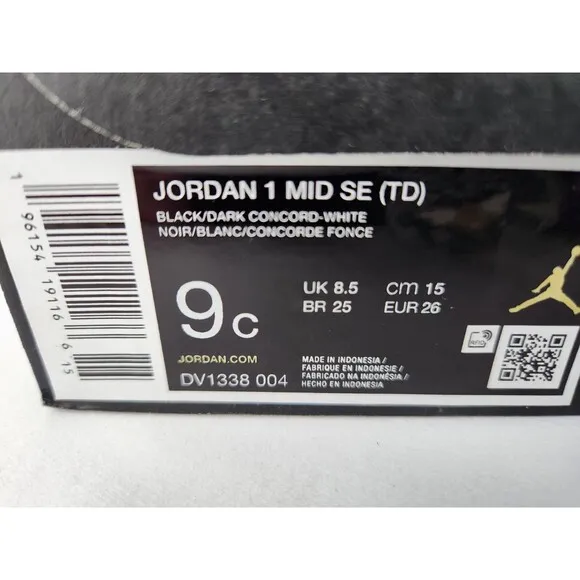 JORDAN 1 MID SE (TD)
BLACK/DARK CONCORD-WHITE
NOIR/BLANC/CONCORDE FONCE
9C
UK 8.5 CM 15
BR 25 EUR 26
JORDAN.COM
DV1338 004
MADE IN INDONESIA /
FABRIQUE EN INDONESIE /
FABRICADO NA INDONÉSIA /
HECHO EN INDONESIA
RFID
1 96154 19116 6 15